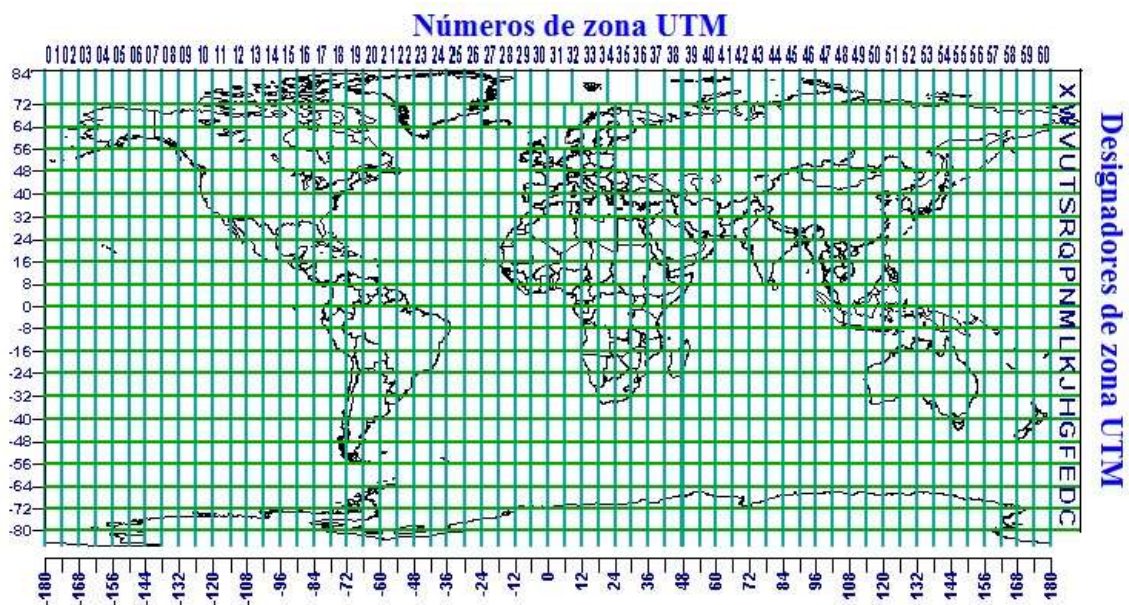 Números de zona UTM
01 02 03 04 05 06 07 08 09 10 11 12 13 14 15 16 17 18 19 20 21 22 23 24 25 26 27 28 29 30 31 32 33 34 35 36 37 38 39 40 41 42 43 44 45 46 47 48 49 50 51 52 53 54 55 56 57 58 59 60
84
72
64
56
48
40
32
24
16
8
0
-8
-16
-24
-32
-40
-48
-56
-64
-72
-80
X
W
V
U
T
S
R
Q
P
N
M
L
K
J
H
G
F
E
D
C
Designadores de zona UTM
-180 -168 -156 -144 -132 -120 -108 -96 -84 -72 -60 -48 -36 -24 -12 0 12 24 36 48 60 72 84 96 108 120 132 144 156 168 180